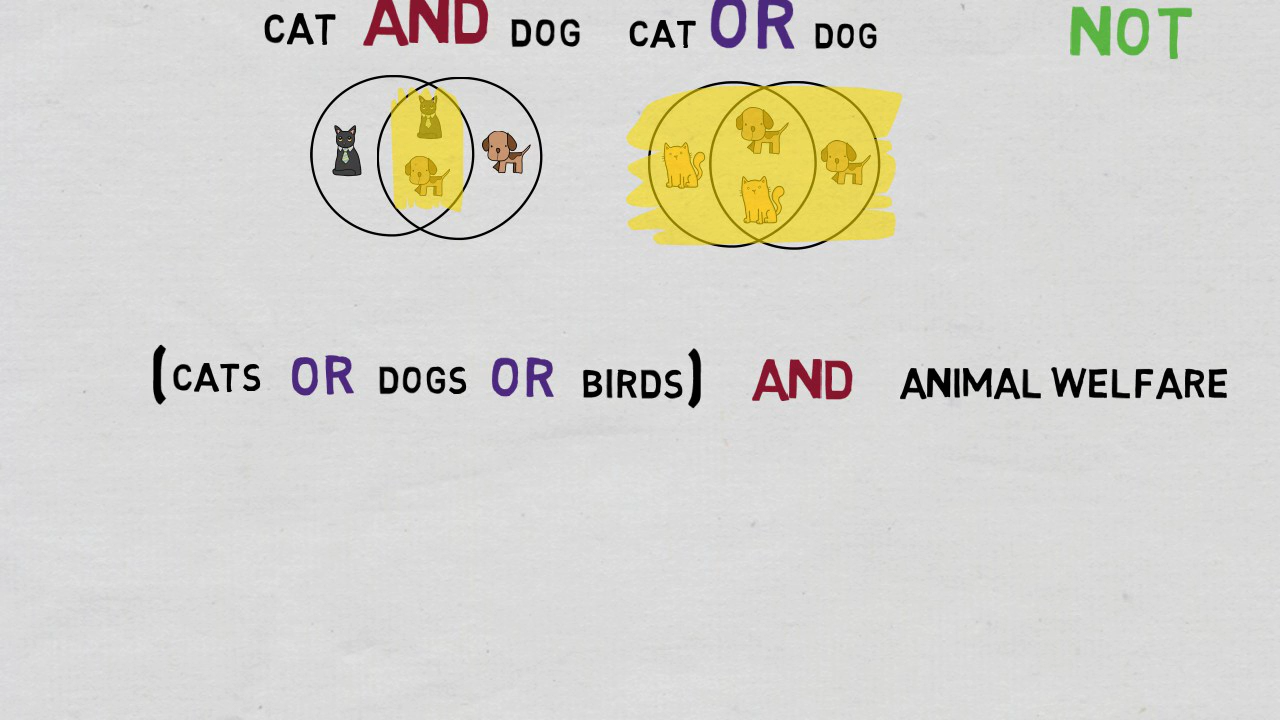 CAT AND DOG CAT OR DOG NOT
(CATS OR DOGS OR BIRDS) AND ANIMAL WELFARE